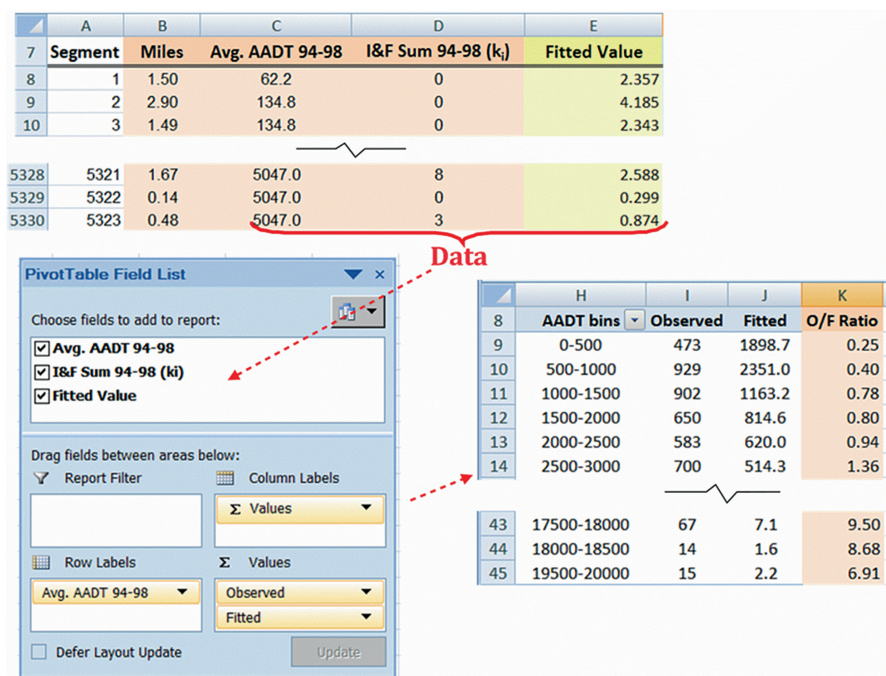 A B C D E
7 Segment Miles Avg. AADT 94-98 I&F Sum 94-98 (ki) Fitted Value
8 1 1.50 62.2 0 2.357
9 2 2.90 134.8 0 4.185
10 3 1.49 134.8 0 2.343
5328 5321 1.67 5047.0 8 2.588
5329 5322 0.14 5047.0 0 0.299
5330 5323 0.48 5047.0 3 0.874
Data
PivotTable Field List
Choose fields to add to report:
Avg. AADT 94-98
I&F Sum 94-98 (ki)
Fitted Value
Drag fields between areas below:
Report Filter Column Labels
Σ Values
Row Labels Σ Values
Avg. AADT 94-98 Observed
Fitted
Defer Layout Update Update
H I J K
8 AADT bins Observed Fitted O/F Ratio
9 0-500 473 1898.7 0.25
10 500-1000 929 2351.0 0.40
11 1000-1500 902 1163.2 0.78
12 1500-2000 650 814.6 0.80
13 2000-2500 583 620.0 0.94
14 2500-3000 700 514.3 1.36
43 17500-18000 67 7.1 9.50
44 18000-18500 14 1.6 8.68
45 19500-20000 15 2.2 6.91